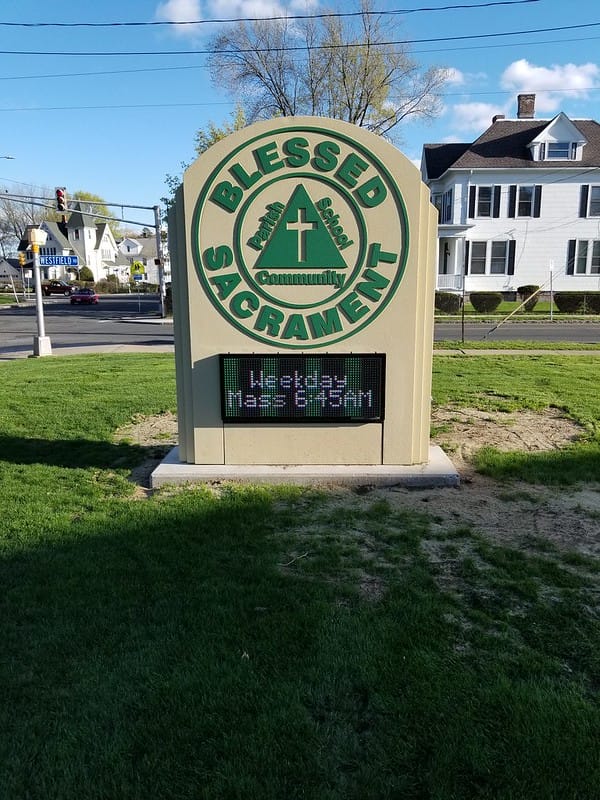 BLESSED
SACRAMENT
Parish
School
Community
WESTFIELD
Weekday
Mass 6:45AM